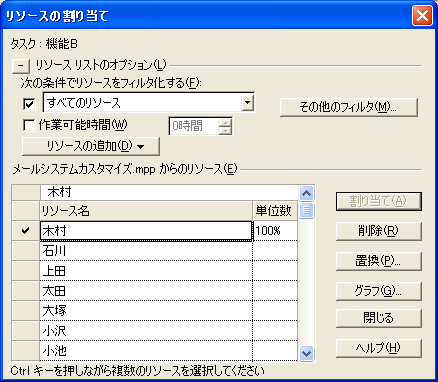 リソースの割り当て
タスク : 機能B
リソース リストのオプション(L)
次の条件でリソースをフィルタ化する(F):
すべてのリソース
その他のフィルタ(M)...
作業可能時間(W)
0時間
リソースの追加(D)
メールシステムカスタマイズ.mpp からのリソース(E)
木村
リソース名 単位数
木村 100%
石川
上田
太田
大塚
小沢
小池
割り当て(A)
削除(R)
置換(P)...
グラフ(G)...
閉じる
ヘルプ(H)
Ctrl キーを押しながら複数のリソースを選択してください